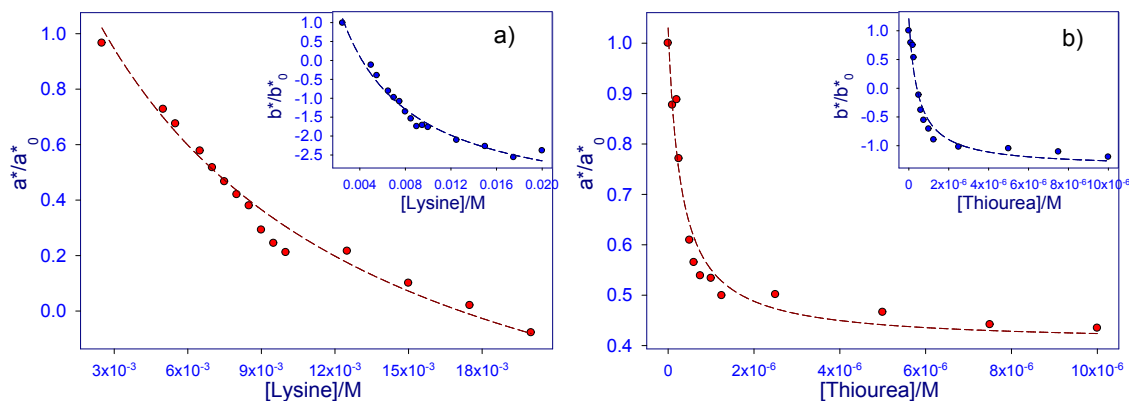 a)
a*/a*₀
1.0
0.8
0.6
0.4
0.2
0.0
3x10⁻³ 6x10⁻³ 9x10⁻³ 12x10⁻³ 15x10⁻³ 18x10⁻³
[Lysine]/M
b*/b*₀
1.0
0.5
0.0
-0.5
-1.0
-1.5
-2.0
-2.5
0.004 0.008 0.012 0.016 0.020
[Lysine]/M
b)
a*/a*₀
1.0
0.9
0.8
0.7
0.6
0.5
0.4
0 2x10⁻⁶ 4x10⁻⁶ 6x10⁻⁶ 8x10⁻⁶ 10x10⁻⁶
[Thiourea]/M
b*/b*₀
1.0
0.0
-1.0
0 2x10⁻⁶ 4x10⁻⁶ 6x10⁻⁶ 8x10⁻⁶ 10x10⁻⁶
[Thiourea]/M